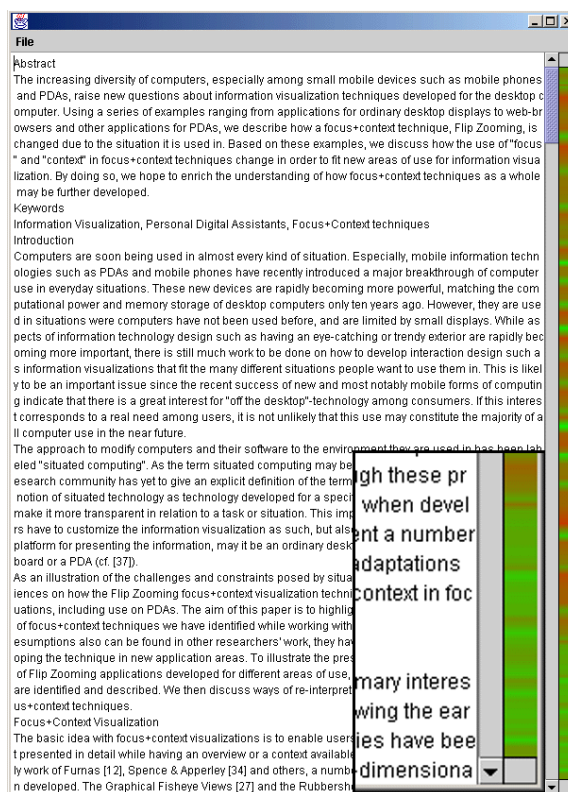 File
Abstract
The increasing diversity of computers, especially among small mobile devices such as mobile phones
and PDAs, raise new questions about information visualization techniques developed for the desktop c
omputer. Using a series of examples ranging from applications for ordinary desktop displays to web-br
owsers and other applications for PDAs, we describe how a focus+context technique, Flip Zooming, is
changed due to the situation it is used in. Based on these examples, we discuss how the use of "focus
" and "context" in focus+context techniques change in order to fit new areas of use for information visua
lization. By doing so, we hope to enrich the understanding of how focus+context techniques as a whole
may be further developed.
Keywords
Information Visualization, Personal Digital Assistants, Focus+Context techniques
Introduction
Computers are soon being used in almost every kind of situation. Especially, mobile information techn
ologies such as PDAs and mobile phones have recently introduced a major breakthrough of computer
use in everyday situations. These new devices are rapidly becoming more powerful, matching the com
putational power and memory storage of desktop computers only ten years ago. However, they are use
d in situations were computers have not been used before, and are limited by small displays. While as
pects of information technology design such as having an eye-catching or trendy exterior are rapidly bec
oming more important, there is still much work to be done on how to develop interaction design such a
s information visualizations that fit the many different situations people want to use them in. This is likel
y to be an important issue since the recent success of new and most notably mobile forms of computin
g indicate that there is a great interest for "off the desktop"-technology among consumers. If this interes
t corresponds to a real need among users, it is not unlikely that this use may constitute the majority of a
ll computer use in the near future.
The approach to modify computers and their software to the environment they are used in has been lab
eled "situated computing". As the term situated computing may be
esearch community has yet to give an explicit definition of the term
notion of situated technology as technology developed for a speci
make it more transparent in relation to a task or situation. This imp
rs have to customize the information visualization as such, but also
platform for presenting the information, may it be an ordinary desk
board or a PDA (cf. [37]).
As an illustration of the challenges and constraints posed by situa
iences on how the Flip Zooming focus+context visualization techni
uations, including use on PDAs. The aim of this paper is to highlig
of focus+context techniques we have identified while working with
esumptions also can be found in other researchers' work, they hav
oping the technique in new application areas. To illustrate the pres
of Flip Zooming applications developed for different areas of use,
are identified and described. We then discuss ways of re-interpret
us+context techniques.
Focus+Context Visualization
The basic idea with focus+context visualizations is to enable users
t presented in detail while having an overview or a context available
ly work of Furnas [12], Spence & Apperley [34] and others, a numb
n developed. The Graphical Fisheye Views [27] and the Rubbersh
gh these pr
when devel
ent a number
adaptations
context in foc
mary interes
wing the ear
ies have bee
dimensiona